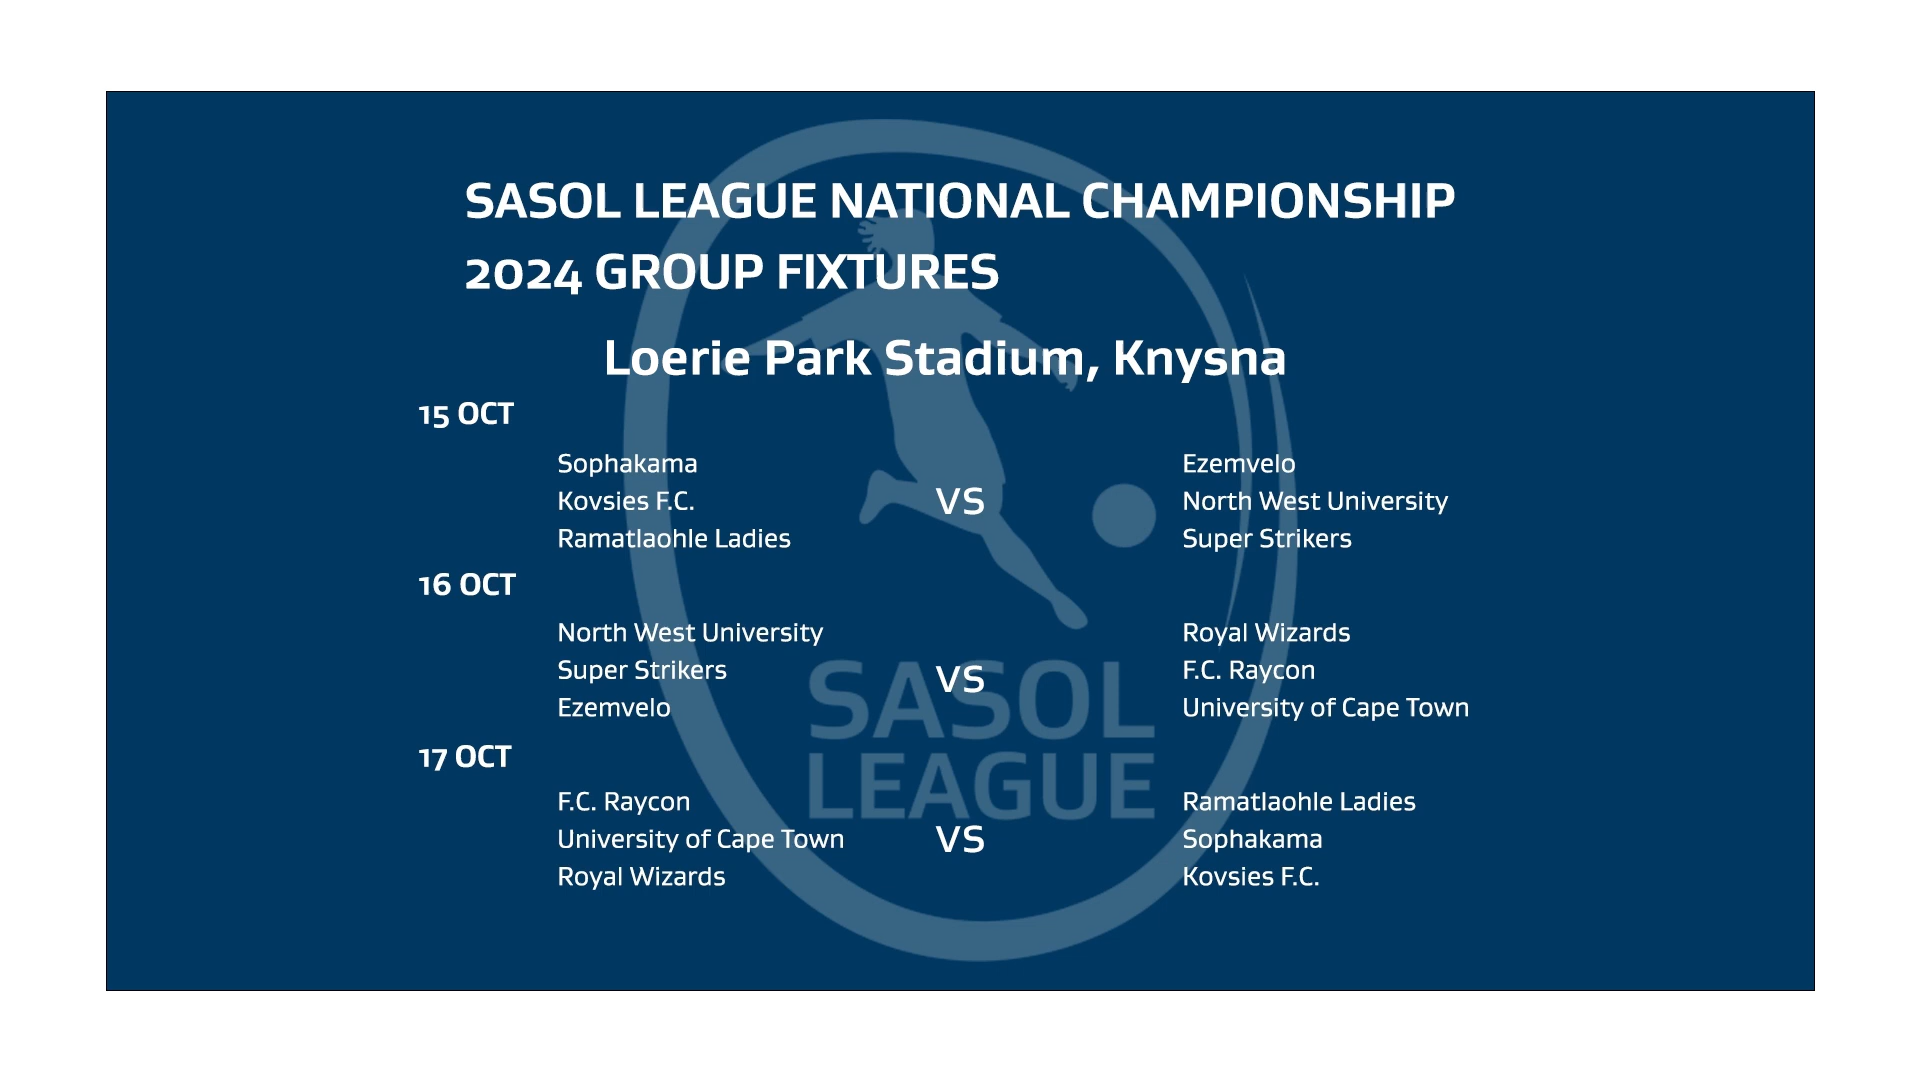 SASOL LEAGUE NATIONAL CHAMPIONSHIP
2024 GROUP FIXTURES
Loerie Park Stadium, Knysna
15 OCT
Sophakama Ezemvelo
Kovsies F.C. VS North West University
Ramatlaohle Ladies Super Strikers
16 OCT
North West University Royal Wizards
Super Strikers VS F.C. Raycon
Ezemvelo University of Cape Town
17 OCT
F.C. Raycon Ramatlaohle Ladies
University of Cape Town VS Sophakama
Royal Wizards Kovsies F.C.
SASOL
LEAGUE